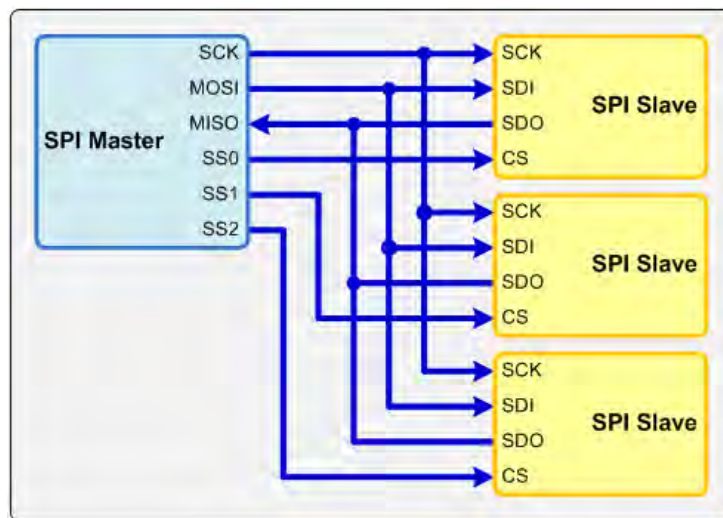 SCK
MOSI
MISO
SPI Master
SS0
SS1
SS2
SCK
SDI
SPI Slave
SDO
CS
SCK
SDI
SPI Slave
SDO
CS
SCK
SDI
SPI Slave
SDO
CS